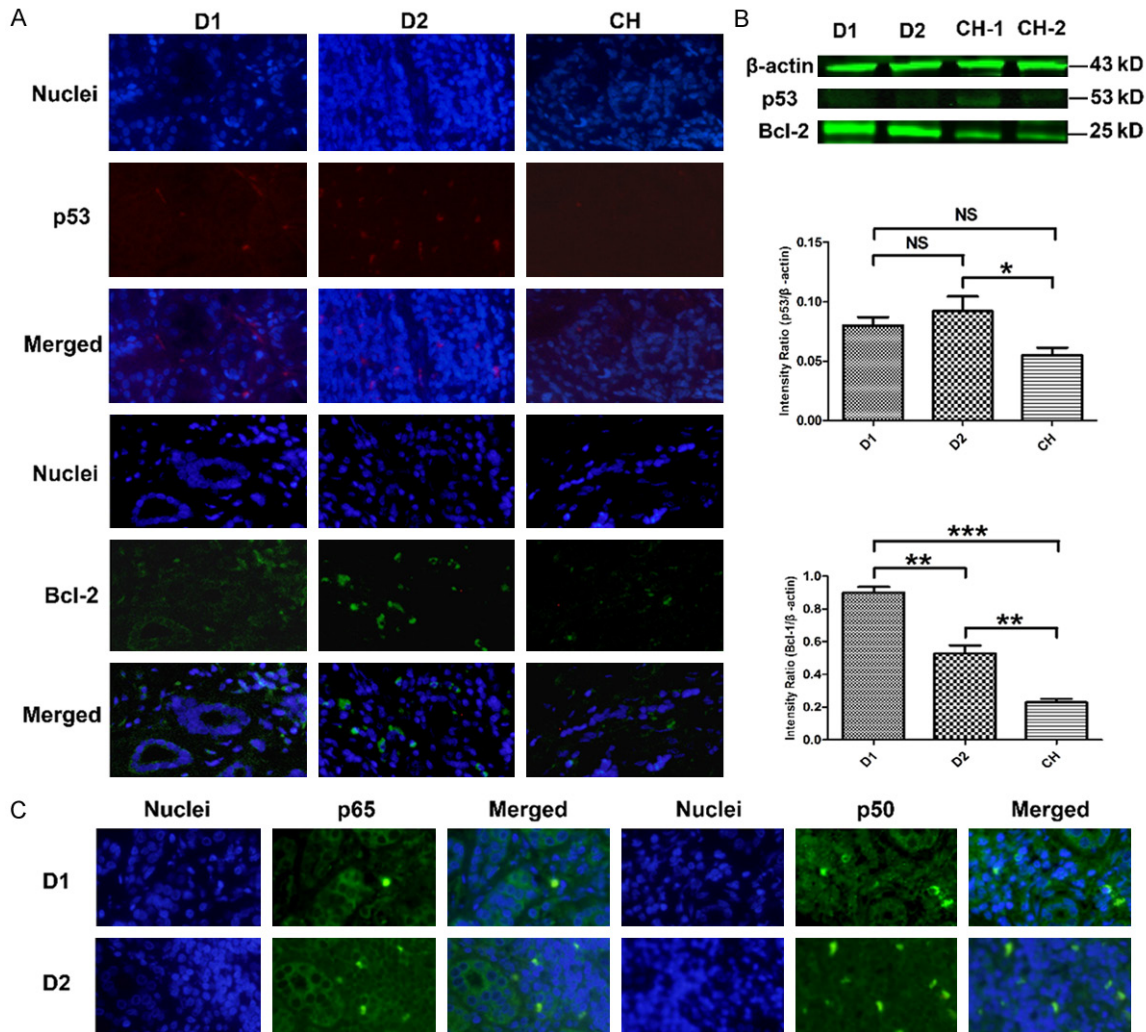 A
D1 D2 CH
Nuclei
p53
Merged
Nuclei
Bcl-2
Merged
B
D1 D2 CH-1 CH-2
β-actin 43 kD
p53 53 kD
Bcl-2 25 kD
NS
NS
*
Intensity Ratio (p53/β -actin)
0.15
0.10
0.05
0.00
D1 D2 CH
***
**
**
Intensity Ratio (Bcl-1/β -actin)
1.0
0.8
0.6
0.4
0.2
0.0
D1 D2 CH
C
Nuclei p65 Merged Nuclei p50 Merged
D1
D2